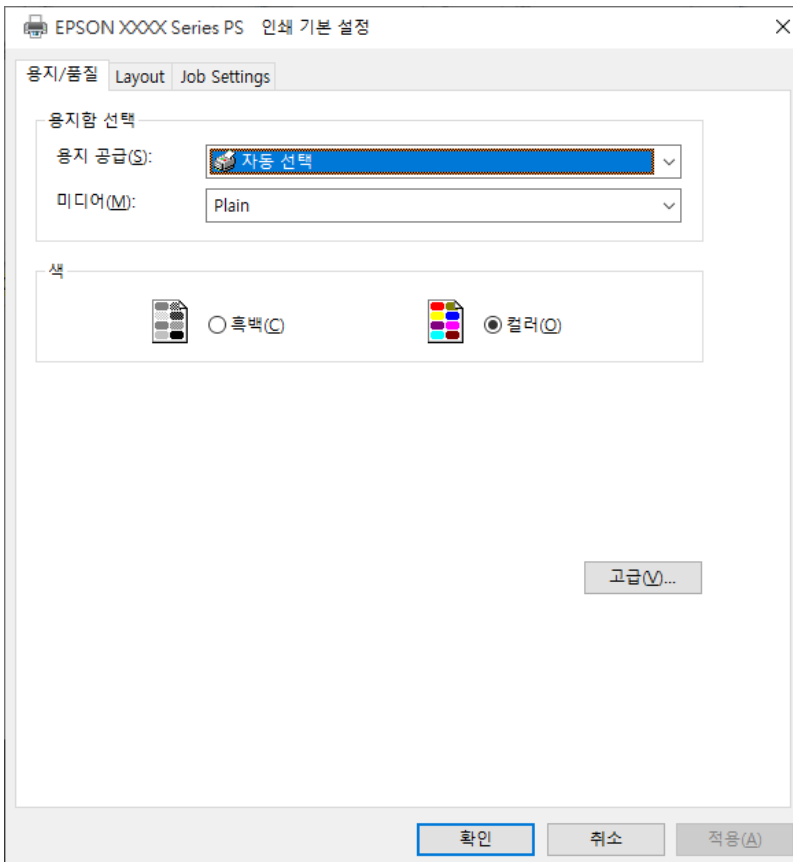 EPSON XXXX Series PS 인쇄 기본 설정
용지/품질 Layout Job Settings
용지함 선택
용지 공급(S): 자동 선택
미디어(M): Plain
색
흑백(C) 컬러(O)
고급(V)...
확인 취소 적용(A)